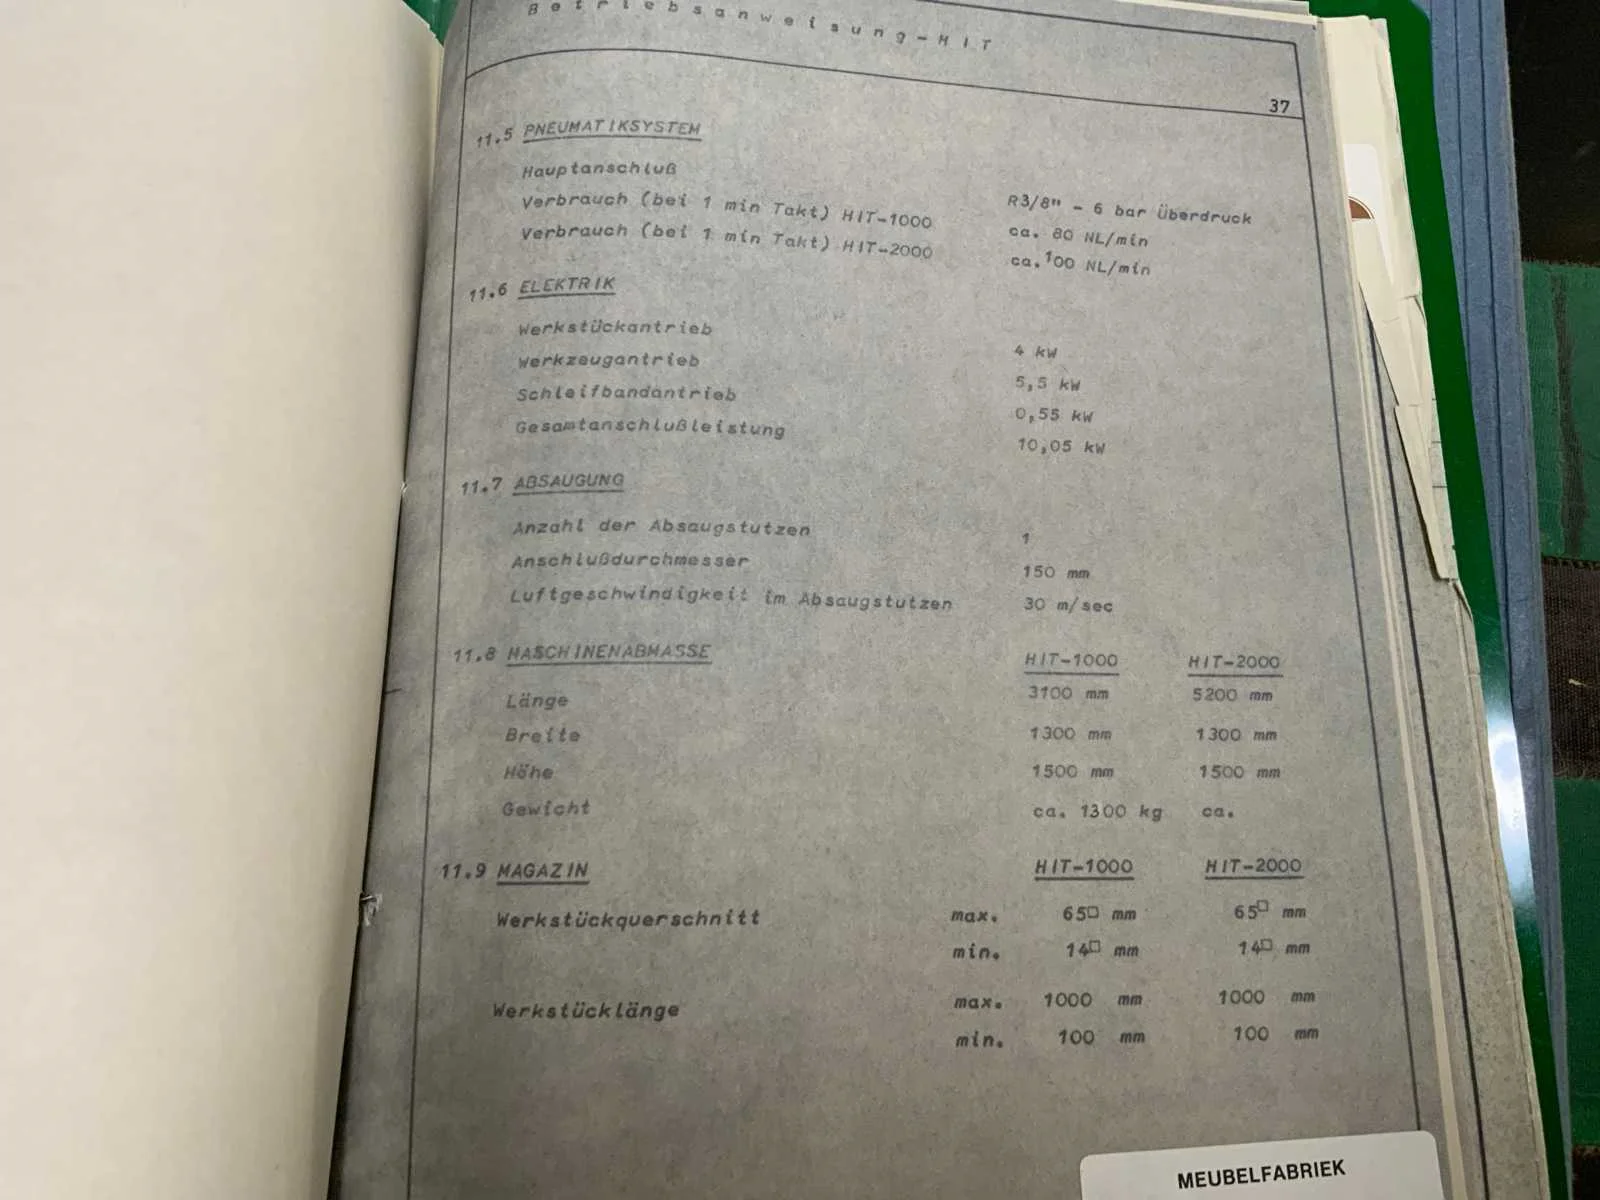 Betriebsanweisung-HIT
37
11.5 PNEUMATIKSYSTEM
Hauptanschluß R3/8" - 6 bar Überdruck
Verbrauch (bei 1 min Takt) HIT-1000 ca. 80 NL/min
Verbrauch (bei 1 min Takt) HIT-2000 ca. 100 NL/min
11.6 ELEKTRIK
Werkstückantrieb 4 kW
Werkzeugantrieb 5,5 kW
Schleifbandantrieb 0,55 kW
Gesamtanschlußleistung 10,05 kW
11.7 ABSAUGUNG
Anzahl der Absaugstutzen 1
Anschlußdurchmesser 150 mm
Luftgeschwindigkeit im Absaugstutzen 30 m/sec
11.8 MASCHINENABMASSE HIT-1000 HIT-2000
Länge 3100 mm 5200 mm
Breite 1300 mm 1300 mm
Höhe 1500 mm 1500 mm
Gewicht ca. 1300 kg ca.
11.9 MAGAZIN HIT-1000 HIT-2000
Werkstückquerschnitt max. 65□ mm 65□ mm
min. 14□ mm 14□ mm
Werkstücklänge max. 1000 mm 1000 mm
min. 100 mm 100 mm
MEUBELFABRIEK